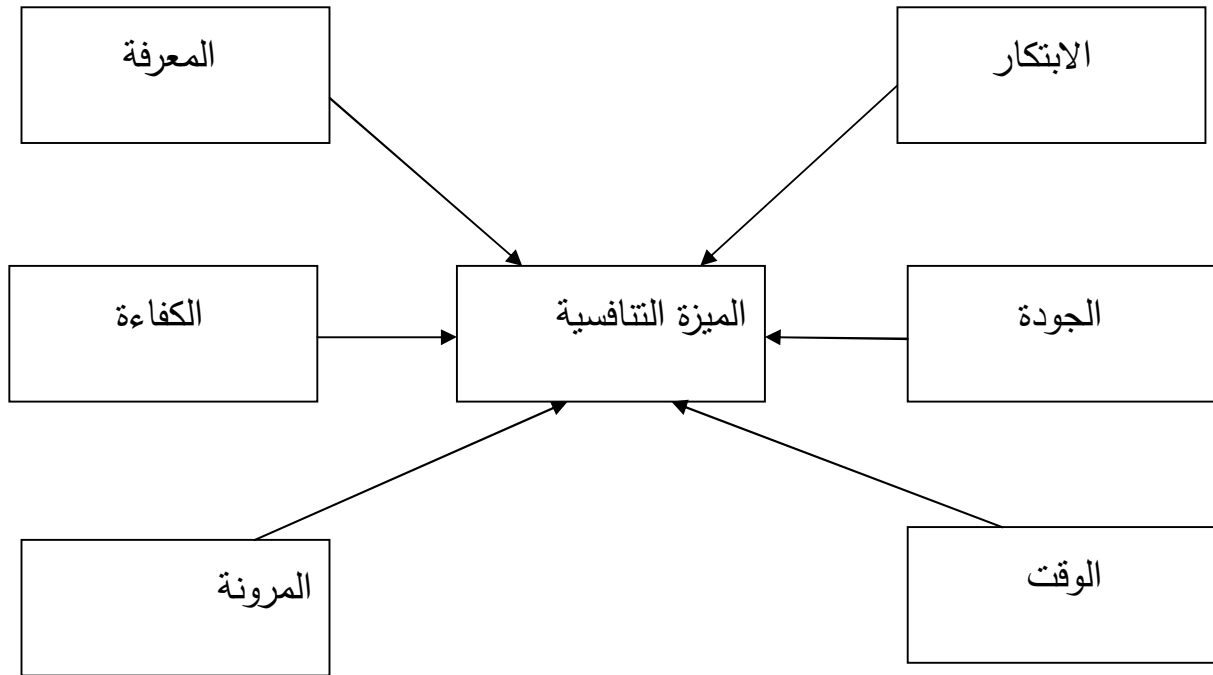 الابتكار
المعرفة
الجودة
الميزة التنافسية
الكفاءة
الوقت
المرونة